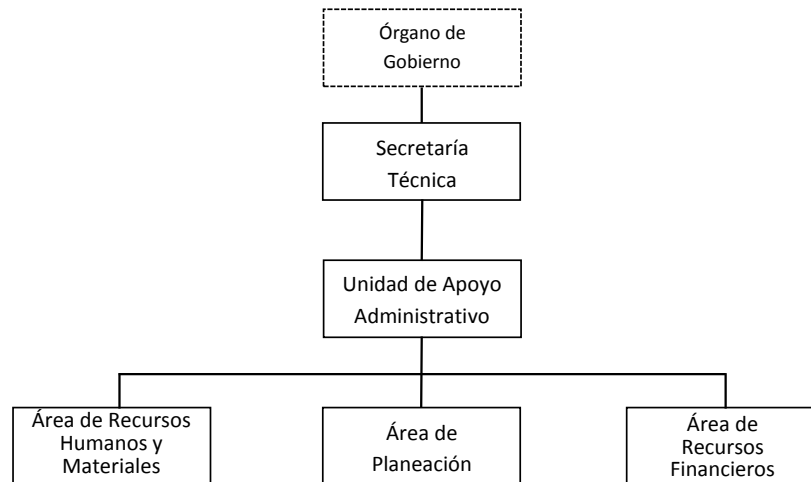 Órgano de
Gobierno
Secretaría
Técnica
Unidad de Apoyo
Administrativo
Área de Recursos
Humanos y
Materiales
Área de
Planeación
Área de
Recursos
Financieros